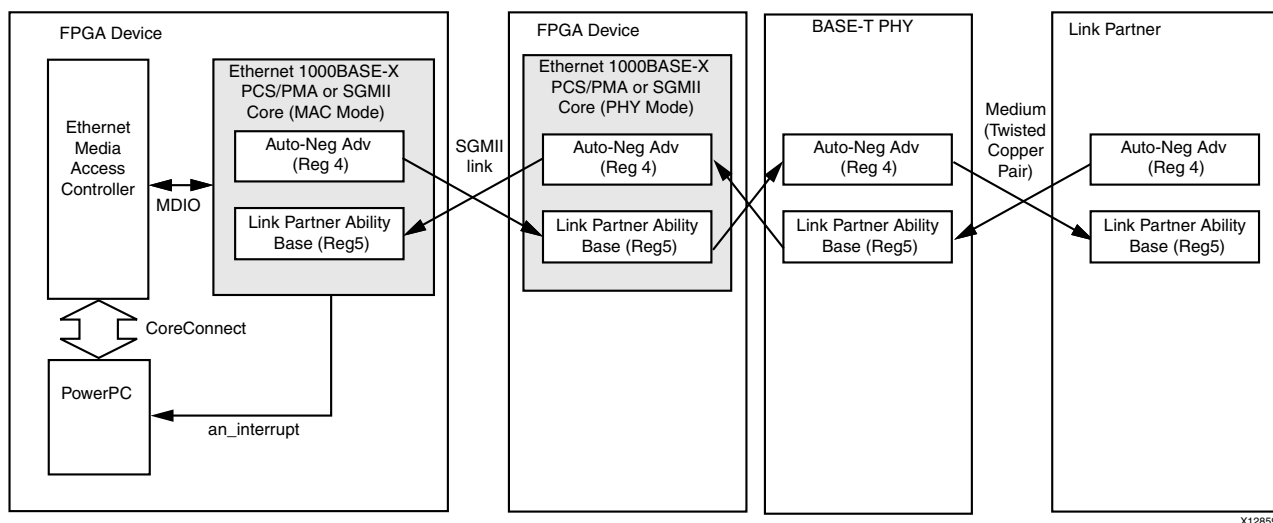 FPGA Device
Ethernet
Media
Access
Controller
MDIO
Ethernet 1000BASE-X
PCS/PMA or SGMII
Core (MAC Mode)
Auto-Neg Adv
(Reg 4)
Link Partner Ability
Base (Reg5)
CoreConnect
PowerPC
an_interrupt
SGMII
link
FPGA Device
Ethernet 1000BASE-X
PCS/PMA or SGMII
Core (PHY Mode)
Auto-Neg Adv
(Reg 4)
Link Partner Ability
Base (Reg5)
BASE-T PHY
Auto-Neg Adv
(Reg 4)
Link Partner Ability
Base (Reg5)
Medium
(Twisted
Copper
Pair)
Link Partner
Auto-Neg Adv
(Reg 4)
Link Partner Ability
Base (Reg5)